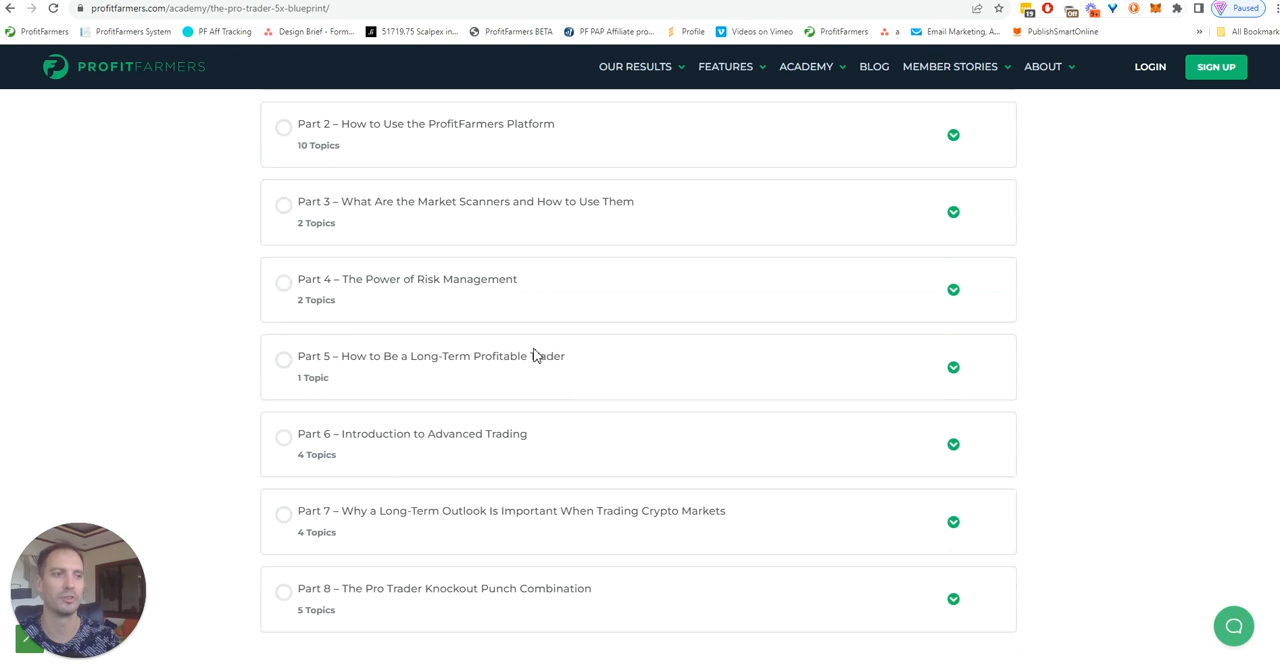 profitfarmers.com/academy/the-pro-trader-5x-blueprint/
19
Off
9+
Paused
ProfitFarmers
ProfitFarmers System
PF Aff Tracking
Design Brief - Form...
51719.75 Scalpex in...
ProfitFarmers BETA
PF PAP Affiliate pro...
Profile
Videos on Vimeo
ProfitFarmers
a
Email Marketing, A...
PublishSmartOnline
»
All Bookmark
PROFITFARMERS
OUR RESULTS
FEATURES
ACADEMY
BLOG
MEMBER STORIES
ABOUT
LOGIN
SIGN UP
Part 2 – How to Use the ProfitFarmers Platform
10 Topics
Part 3 – What Are the Market Scanners and How to Use Them
2 Topics
Part 4 – The Power of Risk Management
2 Topics
Part 5 – How to Be a Long-Term Profitable Trader
1 Topic
Part 6 – Introduction to Advanced Trading
4 Topics
Part 7 – Why a Long-Term Outlook Is Important When Trading Crypto Markets
4 Topics
Part 8 – The Pro Trader Knockout Punch Combination
5 Topics